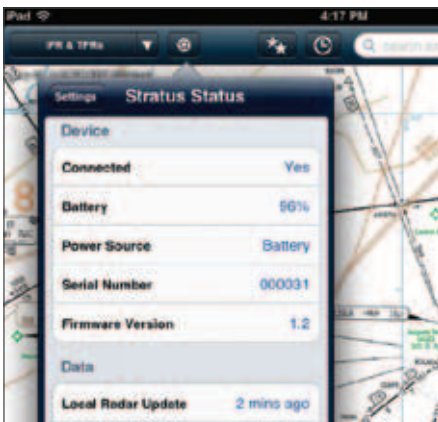 iPad
4:17 PM
IFR & TFRs
Settings
Stratus Status
Device
Connected Yes
Battery 96%
Power Source Battery
Serial Number 000031
Firmware Version 1.2
Data
Local Radar Update 2 mins ago